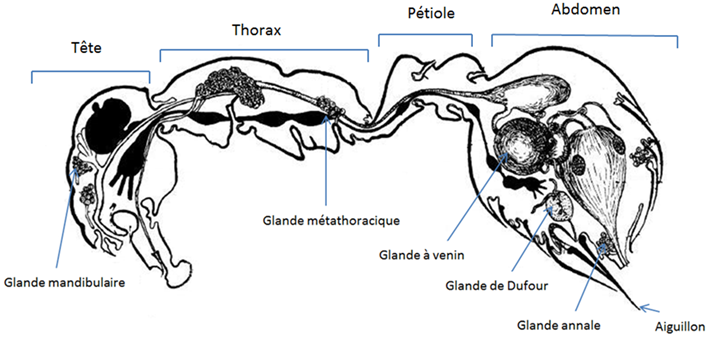 Tête
Thorax
Pétiole
Abdomen
Glande mandibulaire
Glande métathoracique
Glande à venin
Glande de Dufour
Glande annale
Aiguillon